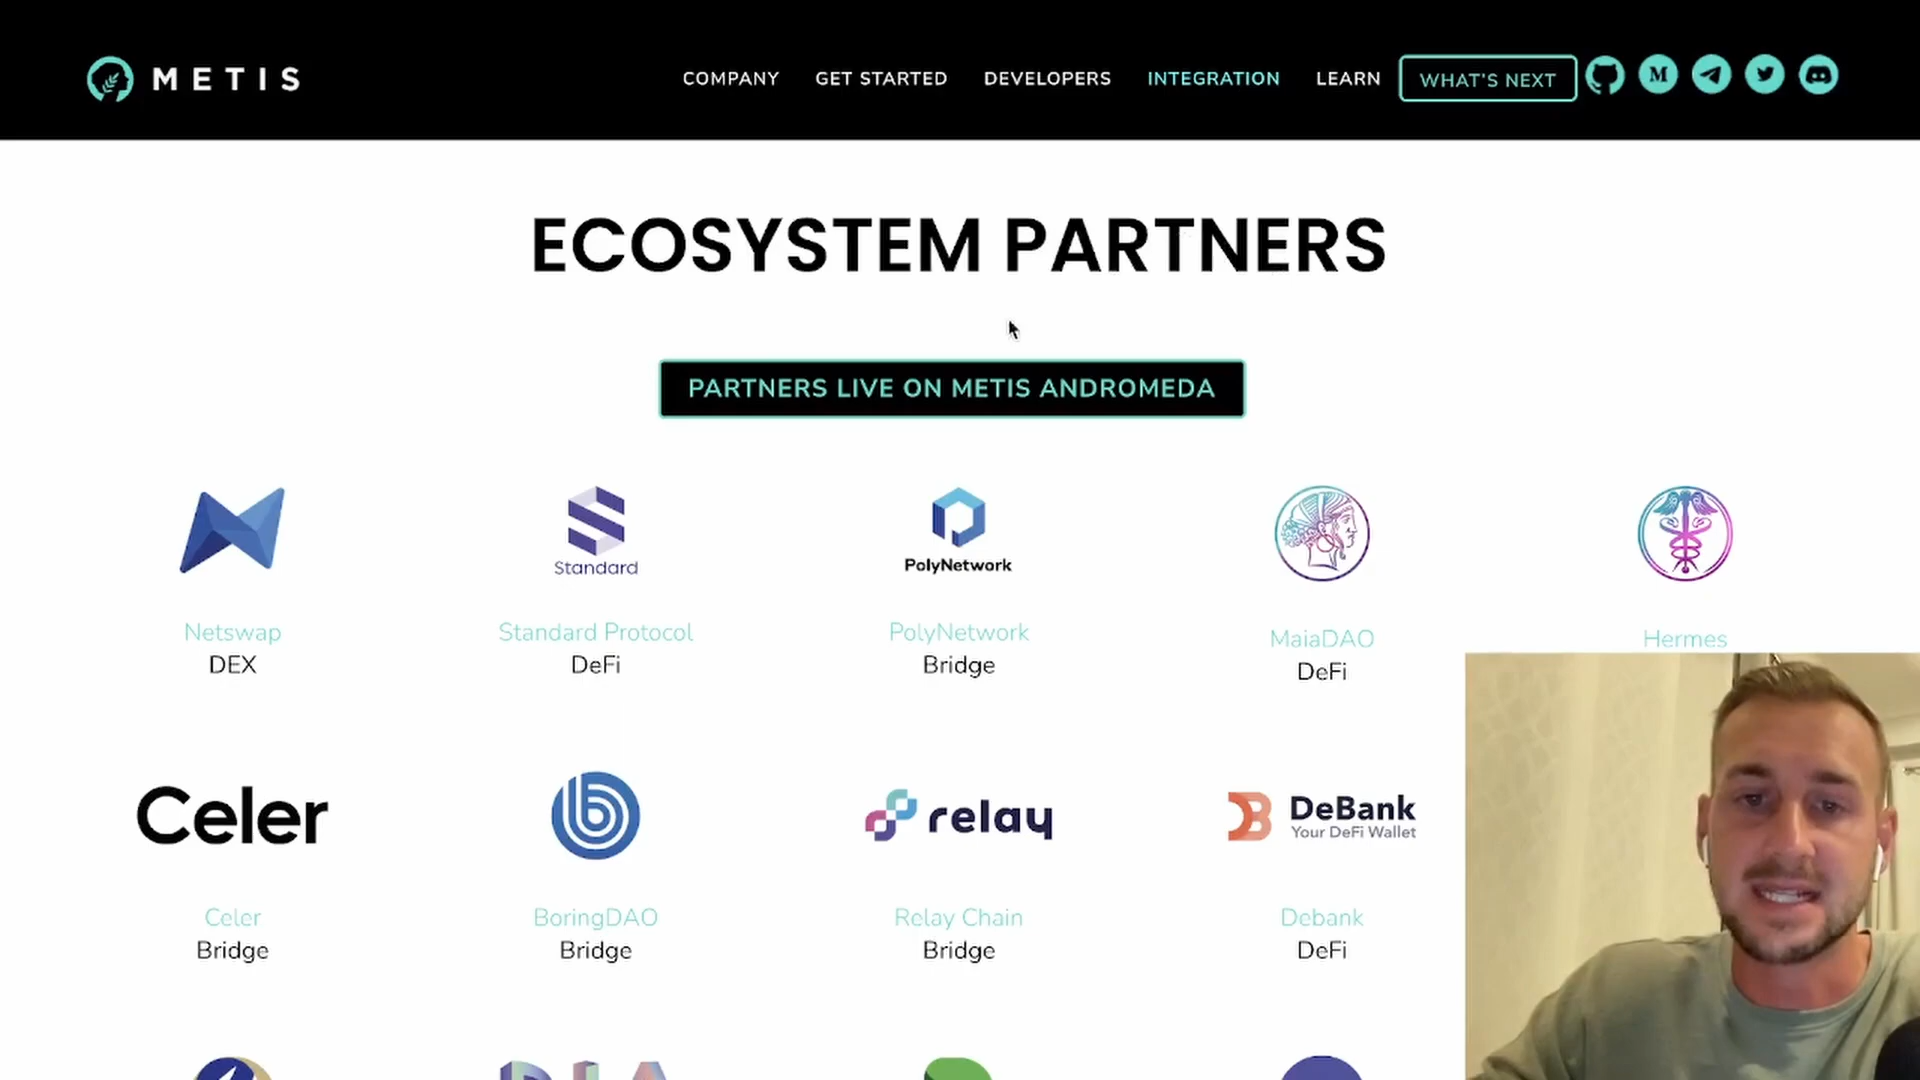 METIS
COMPANY GET STARTED DEVELOPERS INTEGRATION LEARN WHAT'S NEXT
ECOSYSTEM PARTNERS
PARTNERS LIVE ON METIS ANDROMEDA
Standard
PolyNetwork
Netswap
DEX
Standard Protocol
DeFi
PolyNetwork
Bridge
MaiaDAO
DeFi
Hermes
Celer
relay
DeBank
Your DeFi Wallet
Celer
Bridge
BoringDAO
Bridge
Relay Chain
Bridge
Debank
DeFi